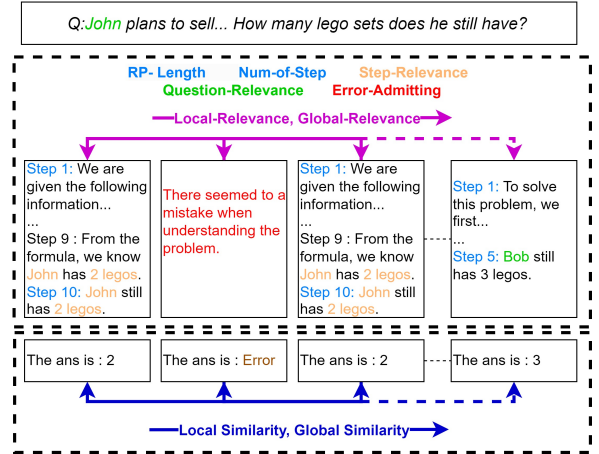 Q:John plans to sell... How many lego sets does he still have?
RP- Length Num-of-Step Step-Relevance
Question-Relevance Error-Admitting
Local-Relevance, Global-Relevance
Step 1: We are
given the following
information...
...
Step 9 : From the
formula, we know
John has 2 legos.
Step 10: John still
has 2 legos.
There seemed to a
mistake when
understanding the
problem.
Step 1: We are
given the following
information...
...
Step 9 : From the
formula, we know
John has 2 legos.
Step 10: John still
has 2 legos.
Step 1: To solve
this problem, we
first...
...
Step 5: Bob still
has 3 legos.
The ans is : 2
The ans is : Error
The ans is : 2
The ans is : 3
Local Similarity, Global Similarity